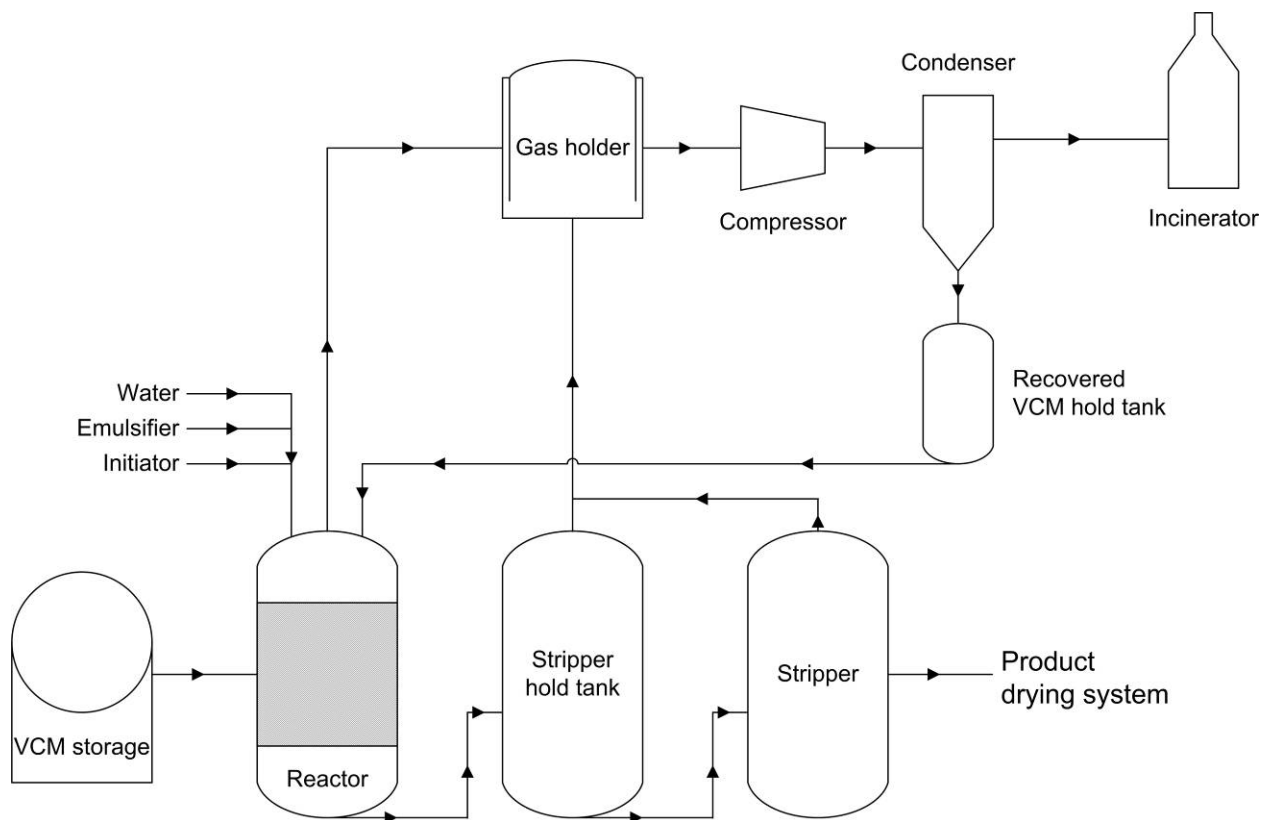 Condenser
Gas holder
Compressor
Incinerator
Recovered
VCM hold tank
Water
Emulsifier
Initiator
Stripper
hold tank
Stripper
Product
drying system
VCM storage
Reactor